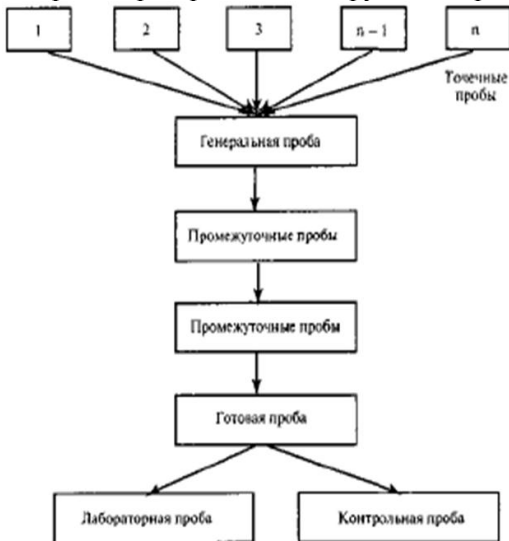 1 2 3 n – 1 n
Точечные
пробы
Генеральная проба
Промежуточные пробы
Промежуточные пробы
Готовая проба
Лабораторная проба Контрольная проба